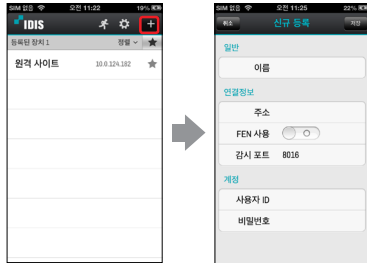 SIM 없음 오전 11:22 19%
IDIS
등록된 장치 1 정렬
원격 사이트 10.0.124.182
SIM 없음 오전 11:25 22%
취소 신규 등록 저장
일반
이름
연결정보
주소
FEN 사용
감시 포트 8016
계정
사용자 ID
비밀번호